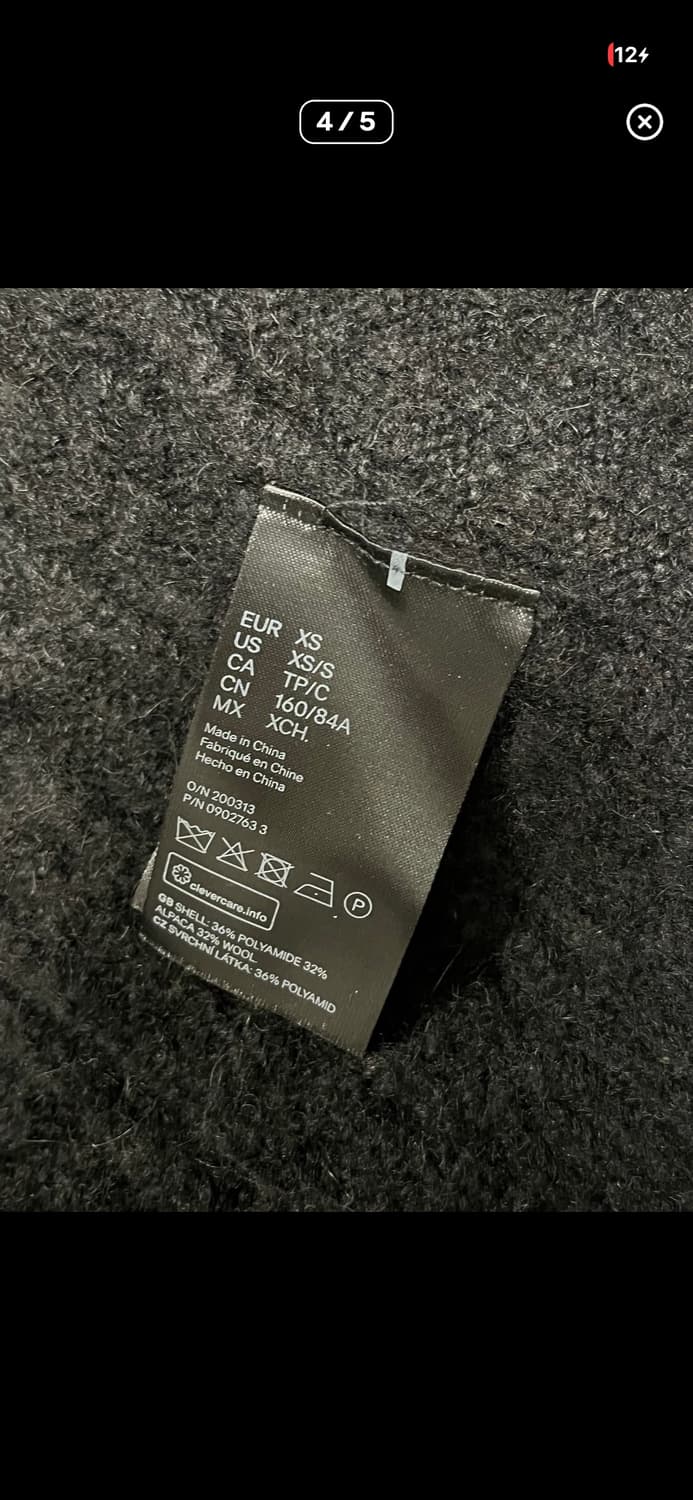 12
4/5
EUR XS
US XS/S
CA TP/C
CN 160/84A
MX XCH.
Made in China
Fabriqué en Chine
Hecho en China
O/N 200313
P/N 0902763 3
P
clevercare.info
GB SHELL: 36% POLYAMIDE 32%
ALPACA 32% WOOL
CZ SVRCHNÍ LÁTKA: 36% POLYAMID